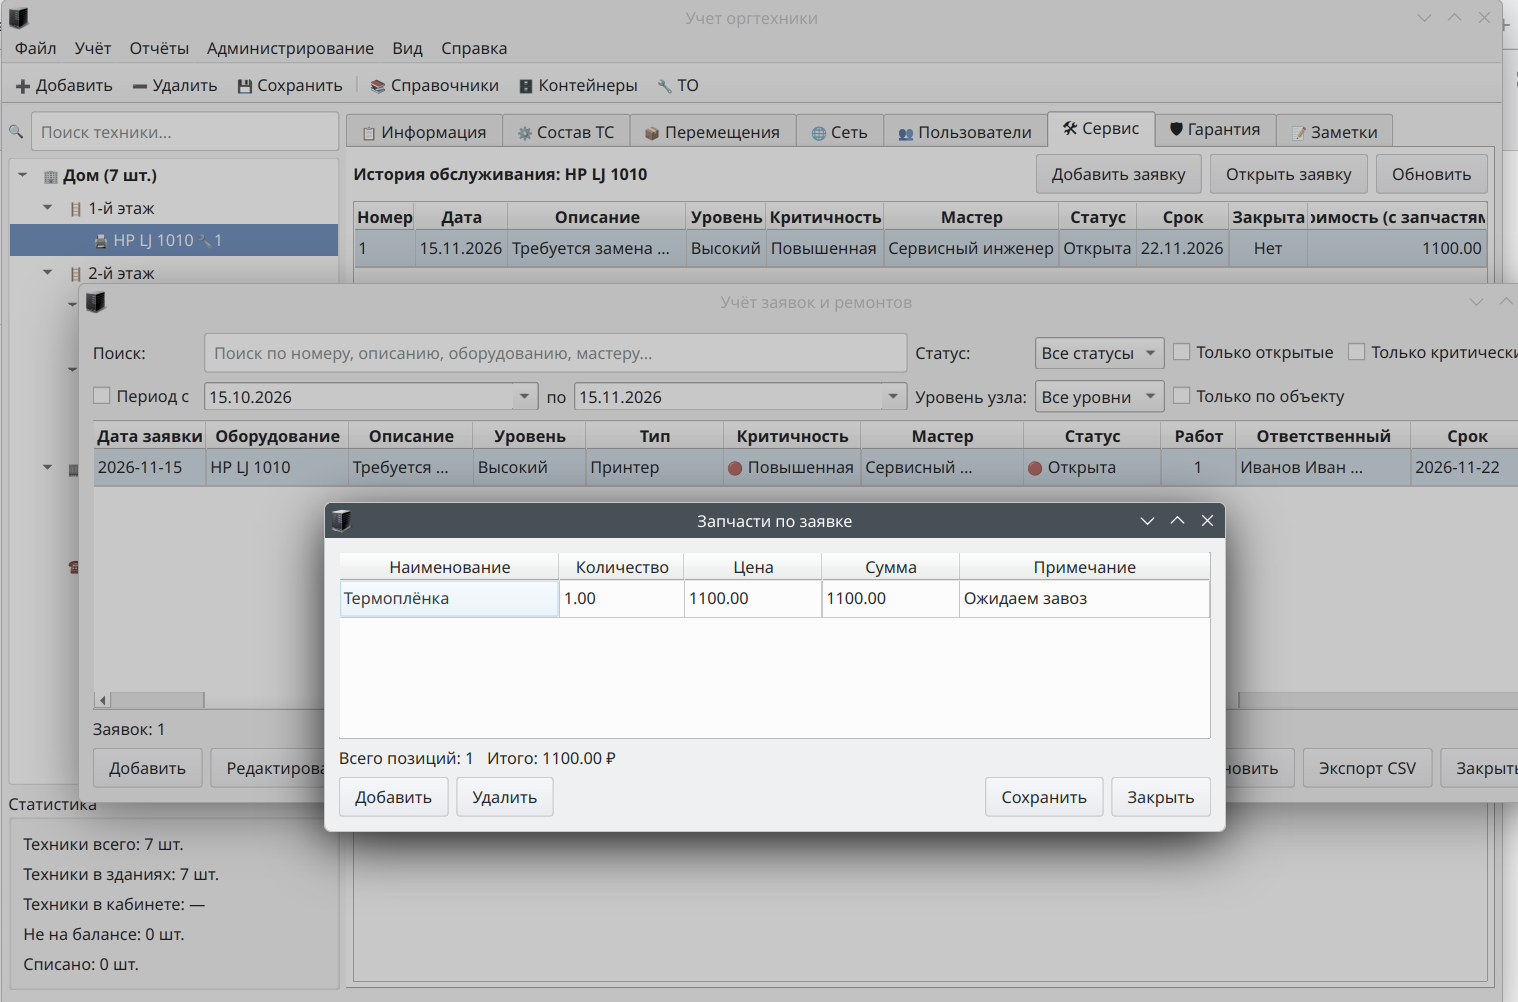 Учет оргтехники
Файл Учёт Отчёты Администрирование Вид Справка
Добавить Удалить Сохранить Справочники Контейнеры ТО
Поиск техники...
Информация Состав ТС Перемещения Сеть Пользователи Сервис Гарантия Заметки
Дом (7 шт.)
1-й этаж
HP LJ 1010 1
2-й этаж
История обслуживания: HP LJ 1010
Добавить заявку Открыть заявку Обновить
Номер Дата Описание Уровень Критичность Мастер Статус Срок Закрыта римость (с запчастям
1 15.11.2026 Требуется замена ... Высокий Повышенная Сервисный инженер Открыта 22.11.2026 Нет 1100.00
Учёт заявок и ремонтов
Поиск: Поиск по номеру, описанию, оборудованию, мастеру... Статус: Все статусы Только открытые Только критически
Период с 15.10.2026 по 15.11.2026 Уровень узла: Все уровни Только по объекту
Дата заявки Оборудование Описание Уровень Тип Критичность Мастер Статус Работ Ответственный Срок
2026-11-15 HP LJ 1010 Требуется ... Высокий Принтер Повышенная Сервисный ... Открыта 1 Иванов Иван ... 2026-11-22
Запчасти по заявке
Наименование Количество Цена Сумма Примечание
Термоплёнка 1.00 1100.00 1100.00 Ожидаем завоз
Всего позиций: 1 Итого: 1100.00 ₽
Добавить Удалить Сохранить Закрыть
Заявок: 1
Добавить Редактирова новить Экспорт CSV Закрыть
Статистика
Техники всего: 7 шт.
Техники в зданиях: 7 шт.
Техники в кабинете: —
Не на балансе: 0 шт.
Списано: 0 шт.